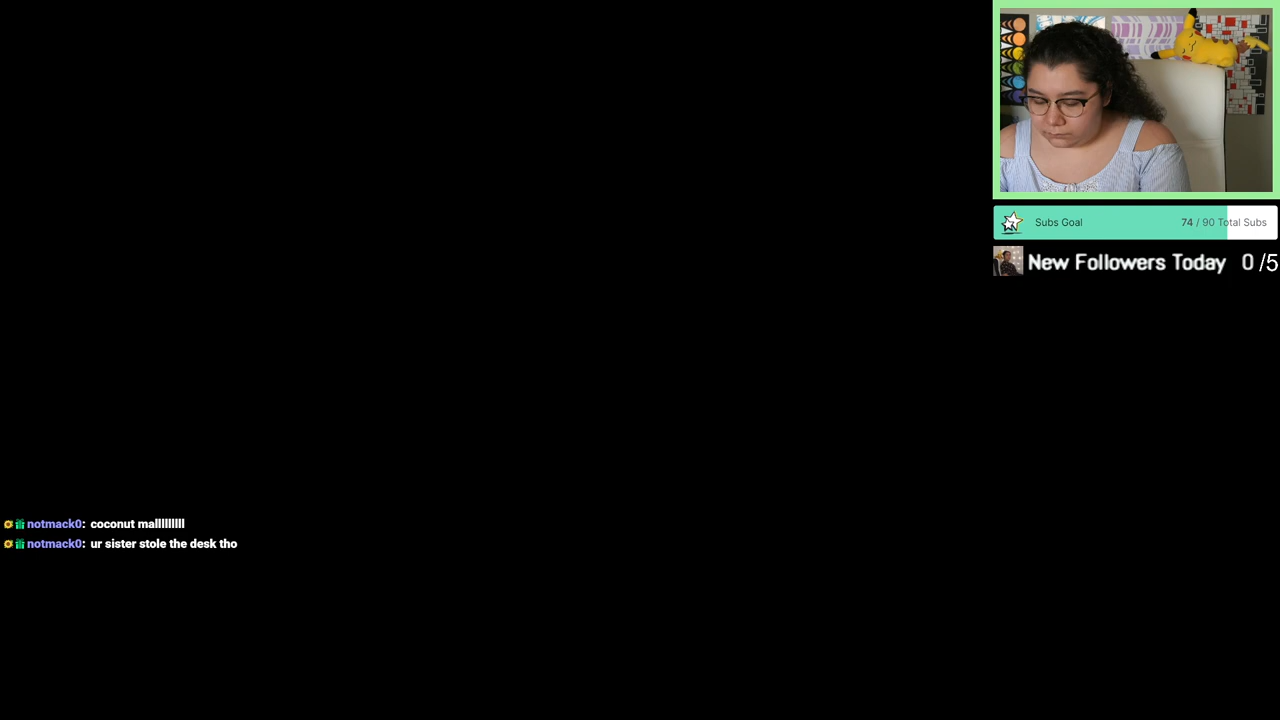 Subs Goal 74 / 90 Total Subs
New Followers Today 0 /5
notmack0: coconut malllllllll
notmack0: ur sister stole the desk tho